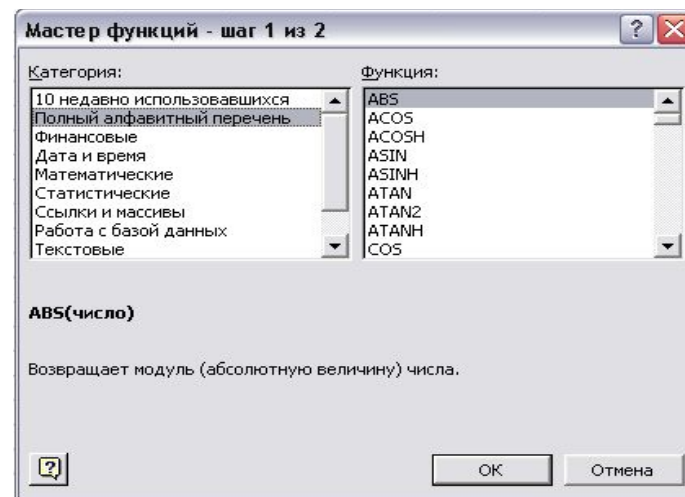 Мастер функций - шаг 1 из 2
Категория:
10 недавно использовавшихся
Полный алфавитный перечень
Финансовые
Дата и время
Математические
Статистические
Ссылки и массивы
Работа с базой данных
Текстовые
Функция:
ABS
ACOS
ACOSH
ASIN
ASINH
ATAN
ATAN2
ATANH
COS
ABS(число)
Возвращает модуль (абсолютную величину) числа.
ОК
Отмена